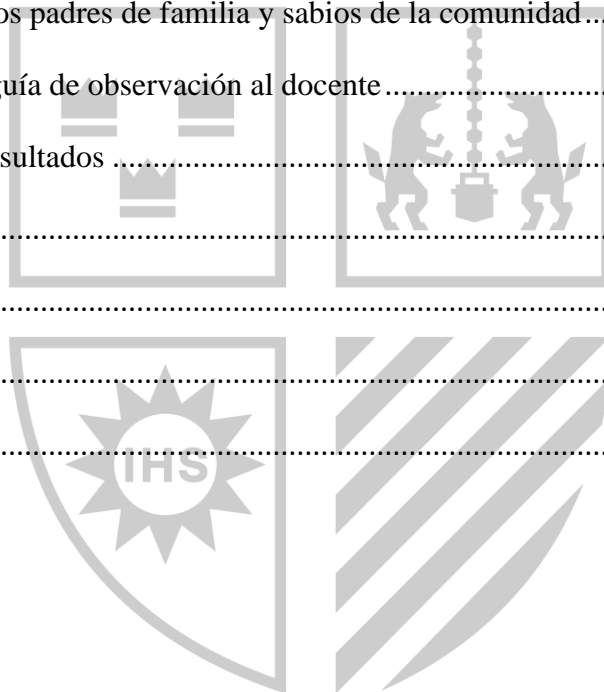 os padres de familia y sabios de la comunidad ...
guía de observación al docente ...............................
sultados ...............................................................................
...............................................................................................
...............................................................................................
...............................................................................................
IHS
...............................................................................................